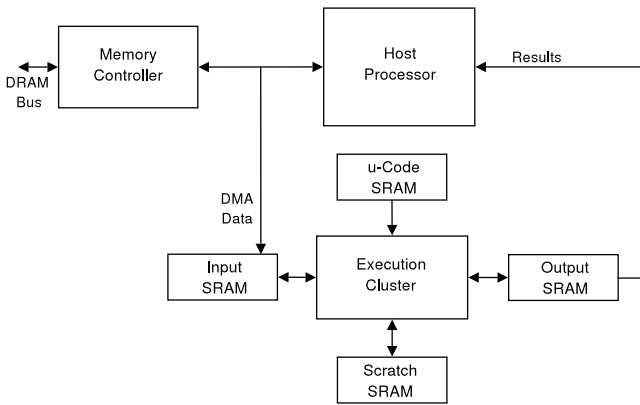 Memory
Controller
Host
Processor
Results
DRAM
Bus
u-Code
SRAM
DMA
Data
Input
SRAM
Execution
Cluster
Output
SRAM
Scratch
SRAM